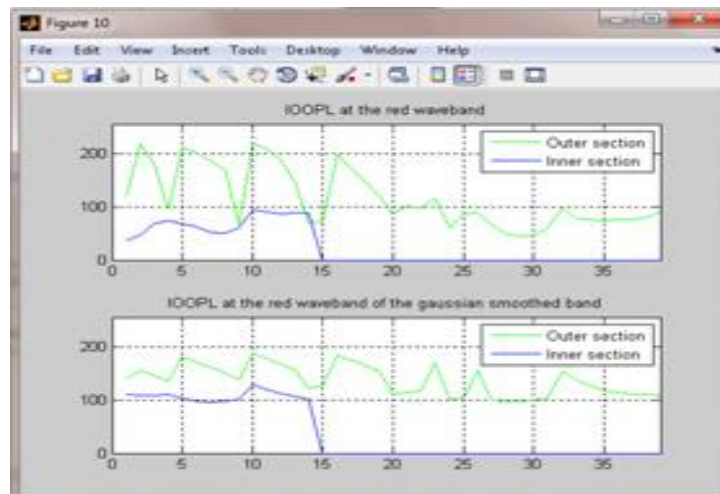 Figure 10
File Edit View Insert Tools Desktop Window Help
IOOPL at the red waveband
200
100
0
Outer section
Inner section
0 5 10 15 20 25 30 35
IOOPL at the red waveband of the gaussian smoothed band
200
100
0
Outer section
Inner section
0 5 10 15 20 25 30 35